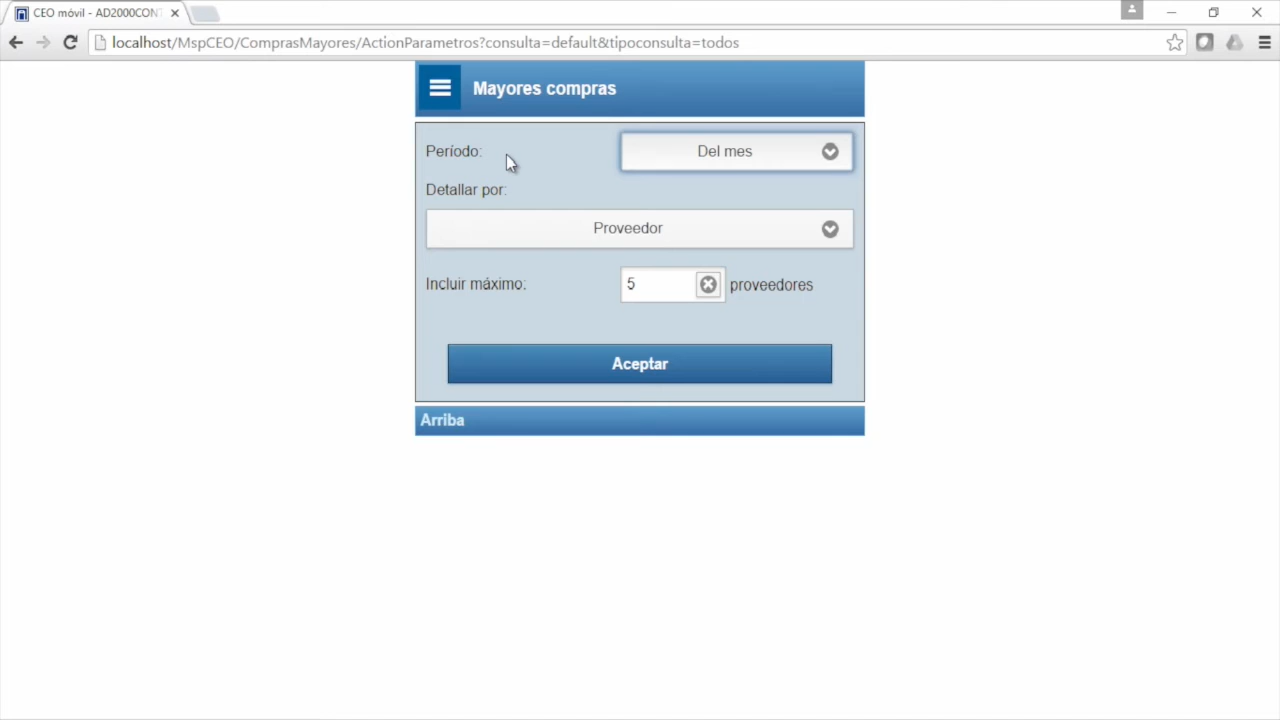 CEO móvil - AD2000CONT
localhost/MspCEO/ComprasMayores/ActionParametros?consulta=default&tipoconsulta=todos
Mayores compras
Período: Del mes
Detallar por:
Proveedor
Incluir máximo: 5 proveedores
Aceptar
Arriba